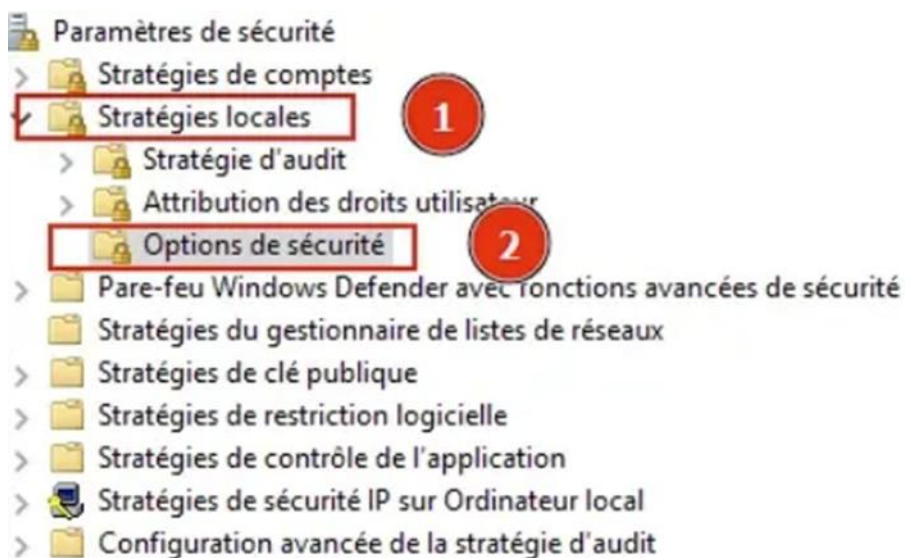 Paramètres de sécurité
Stratégies de comptes
Stratégies locales
1
Stratégie d'audit
Attribution des droits utilisateur
Options de sécurité
2
Pare-feu Windows Defender avec fonctions avancées de sécurité
Stratégies du gestionnaire de listes de réseaux
Stratégies de clé publique
Stratégies de restriction logicielle
Stratégies de contrôle de l'application
Stratégies de sécurité IP sur Ordinateur local
Configuration avancée de la stratégie d'audit